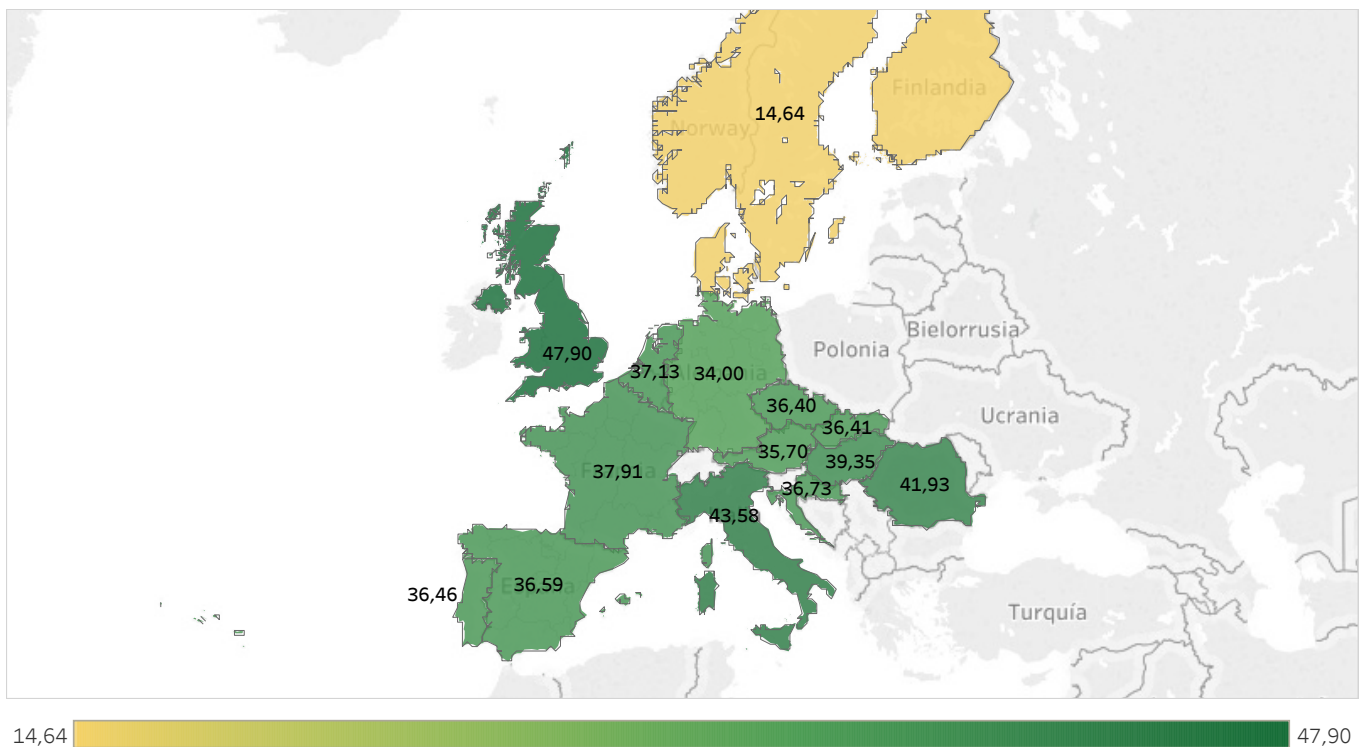 Finlandia
14,64
Norway
Bielorrusia
47,90
Polonia
37,13
34,00
36,40
Ucrania
36,41
35,70
39,35
37,91
41,93
36,73
43,58
36,59
36,46
Turquía
14,64
47,90